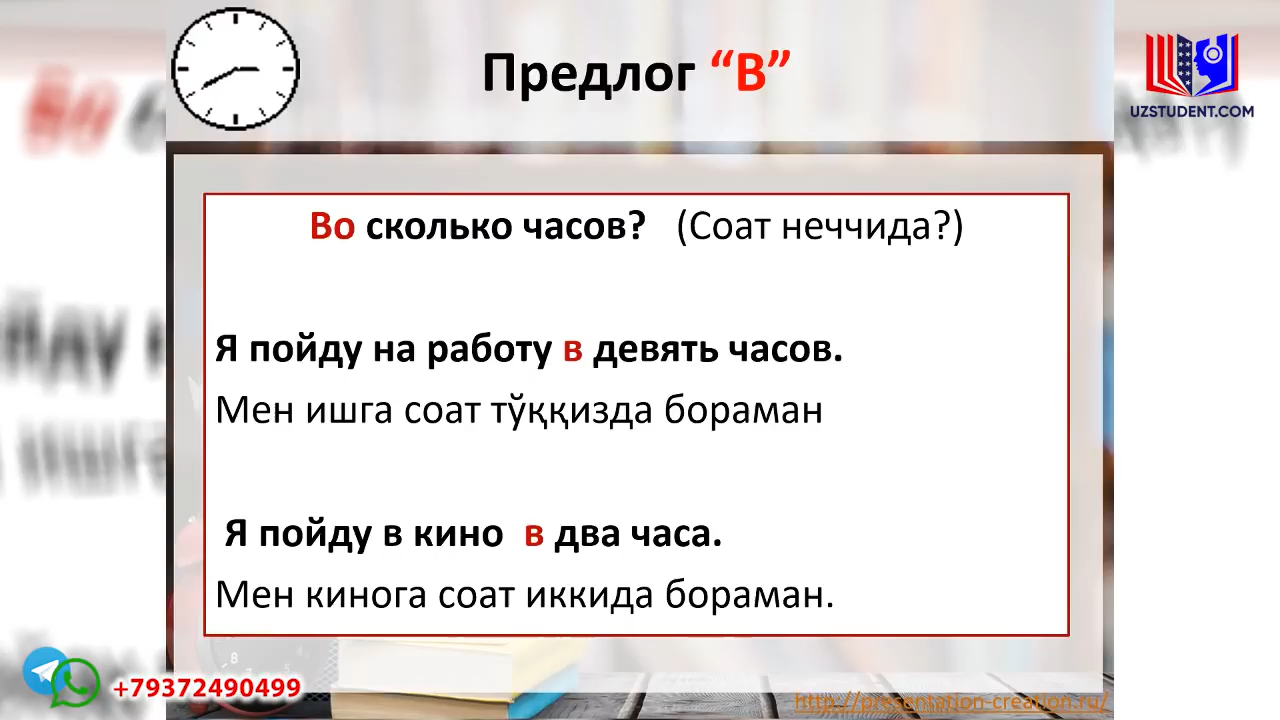 Предлог “В”
UZSTUDENT.COM
Во сколько часов? (Соат неччида?)
Я пойду на работу в девять часов.
Мен ишга соат тўққизда бораман
Я пойду в кино в два часа.
Мен кинога соат иккида бораман.
+79372490499
http://presentation-creation.ru/